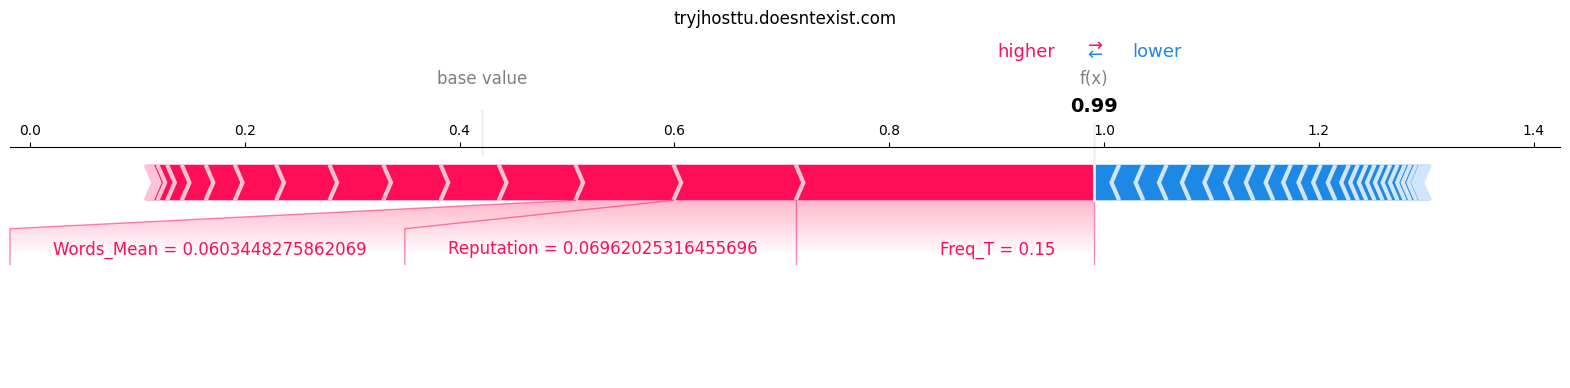 tryjhosttu.doesntexist.com
higher → ← lower
base value f(x)
0.99
0.0 0.2 0.4 0.6 0.8 1.0 1.2 1.4
Words_Mean = 0.0603448275862069 Reputation = 0.06962025316455696 Freq_T = 0.15